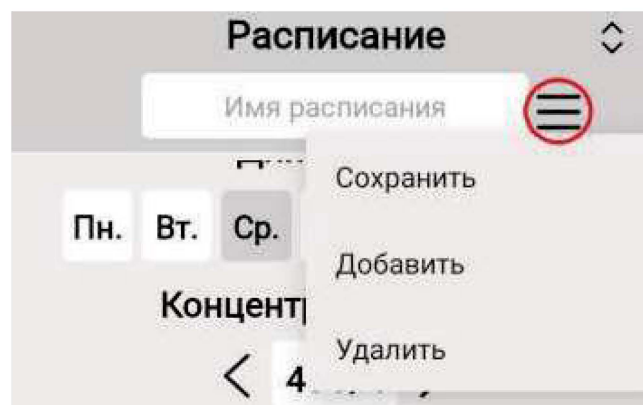 Расписание
Имя расписания
Сохранить
Пн. Вт. Ср.
Добавить
Удалить